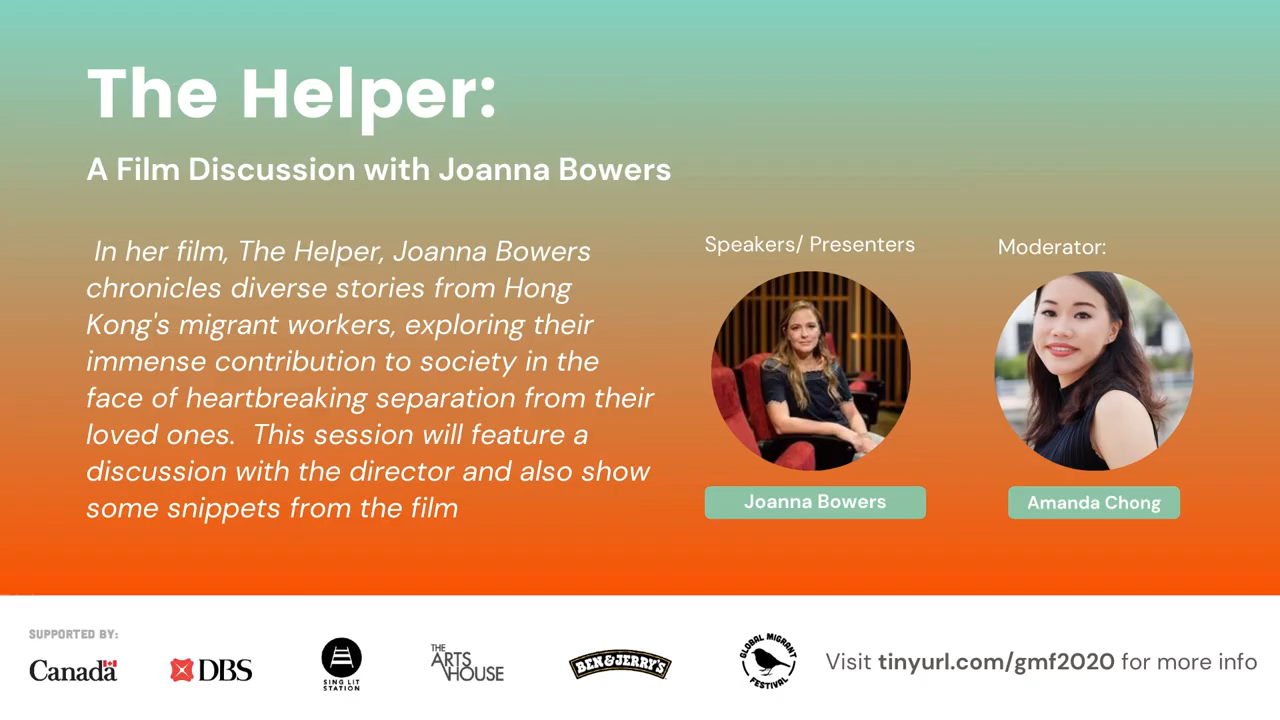 The Helper:
A Film Discussion with Joanna Bowers
In her film, The Helper, Joanna Bowers
chronicles diverse stories from Hong
Kong's migrant workers, exploring their
immense contribution to society in the
face of heartbreaking separation from their
loved ones.  This session will feature a
discussion with the director and also show
some snippets from the film
Speakers/ Presenters
Joanna Bowers
Moderator:
Amanda Chong
SUPPORTED BY:
Canada
DBS
SING LIT
STATION
THE
ARTS
HOUSE
BEN & JERRY'S
GLOBAL MIGRANT
FESTIVAL
Visit tinyurl.com/gmf2020 for more info